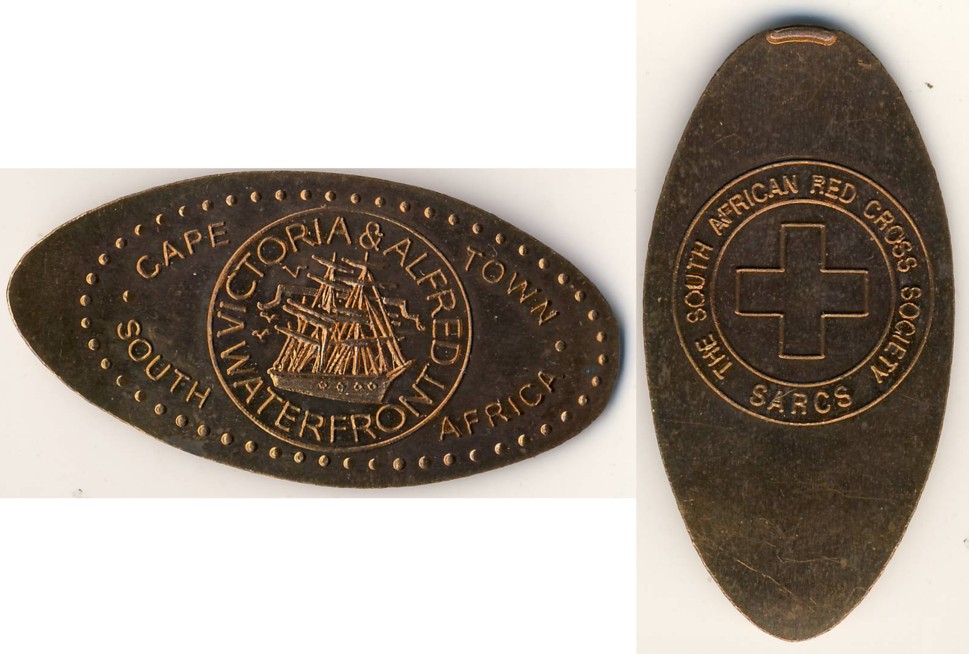 CAPE TOWN
VICTORIA & ALFRED
WATERFRONT
SOUTH AFRICA
THE SOUTH AFRICAN RED CROSS SOCIETY
SARCS